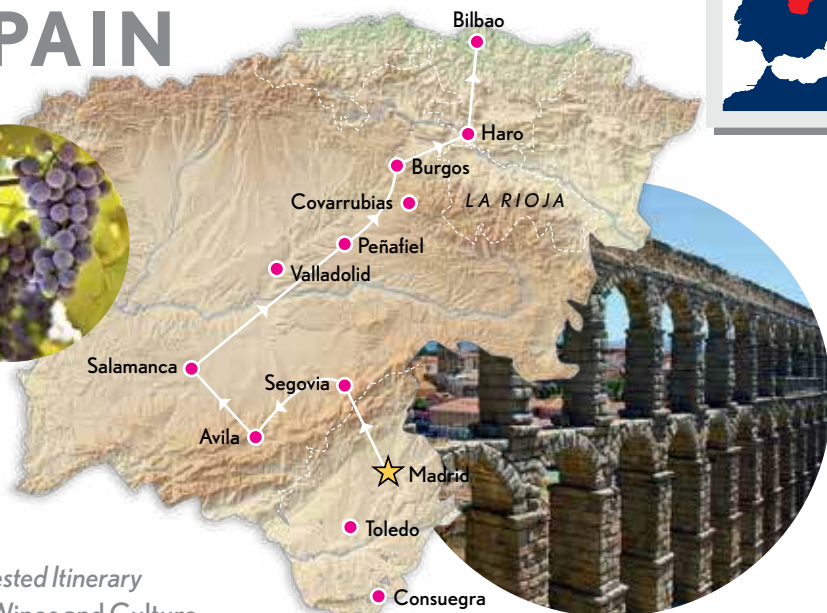 PAIN
Bilbao
Haro
Burgos
Covarrubias
LA RIOJA
Peñafiel
Valladolid
Salamanca
Segovia
Avila
Madrid
Toledo
Consuegra
ested Itinerary